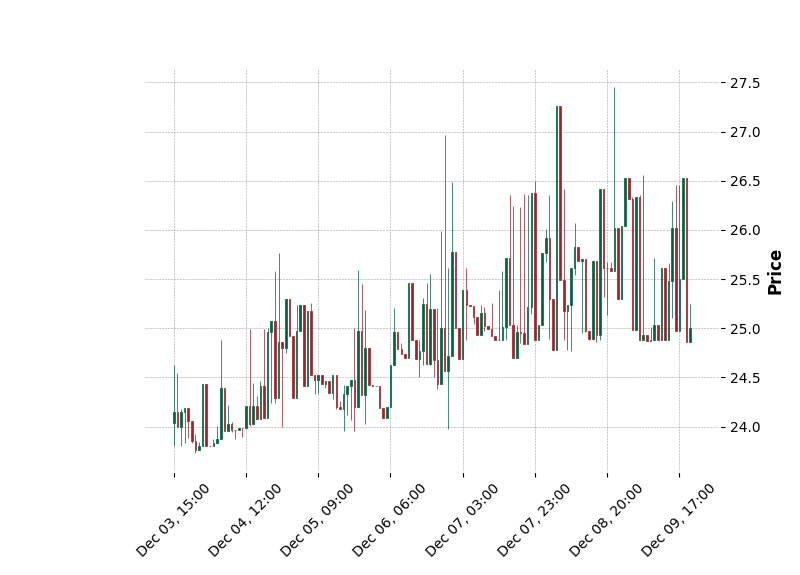 27.5
27.0
26.5
26.0
25.5
25.0
24.5
24.0
Price
Dec 03, 15:00
Dec 04, 12:00
Dec 05, 09:00
Dec 06, 06:00
Dec 07, 03:00
Dec 07, 23:00
Dec 08, 20:00
Dec 09, 17:00